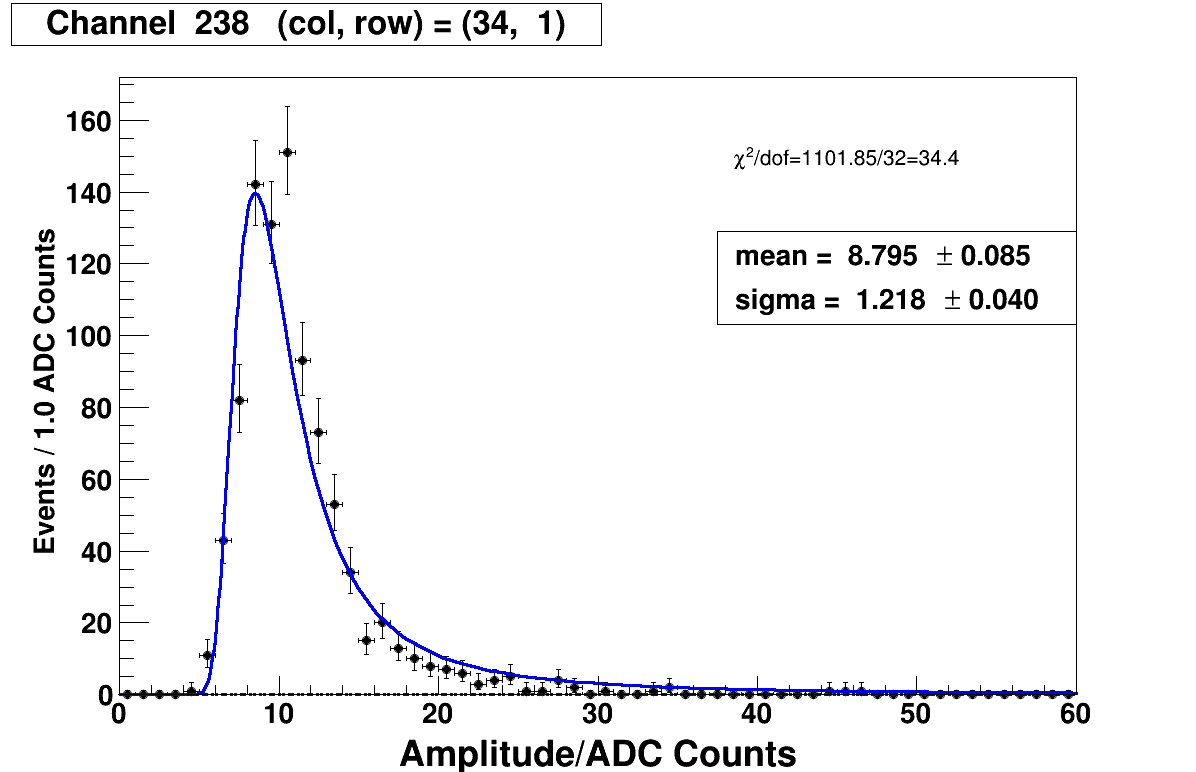 Channel 238 (col, row) = (34, 1)
160
140
120
100
80
60
40
20
0
Events / 1.0 ADC Counts
χ²/dof=1101.85/32=34.4
mean = 8.795 ± 0.085
sigma = 1.218 ± 0.040
0 10 20 30 40 50 60
Amplitude/ADC Counts